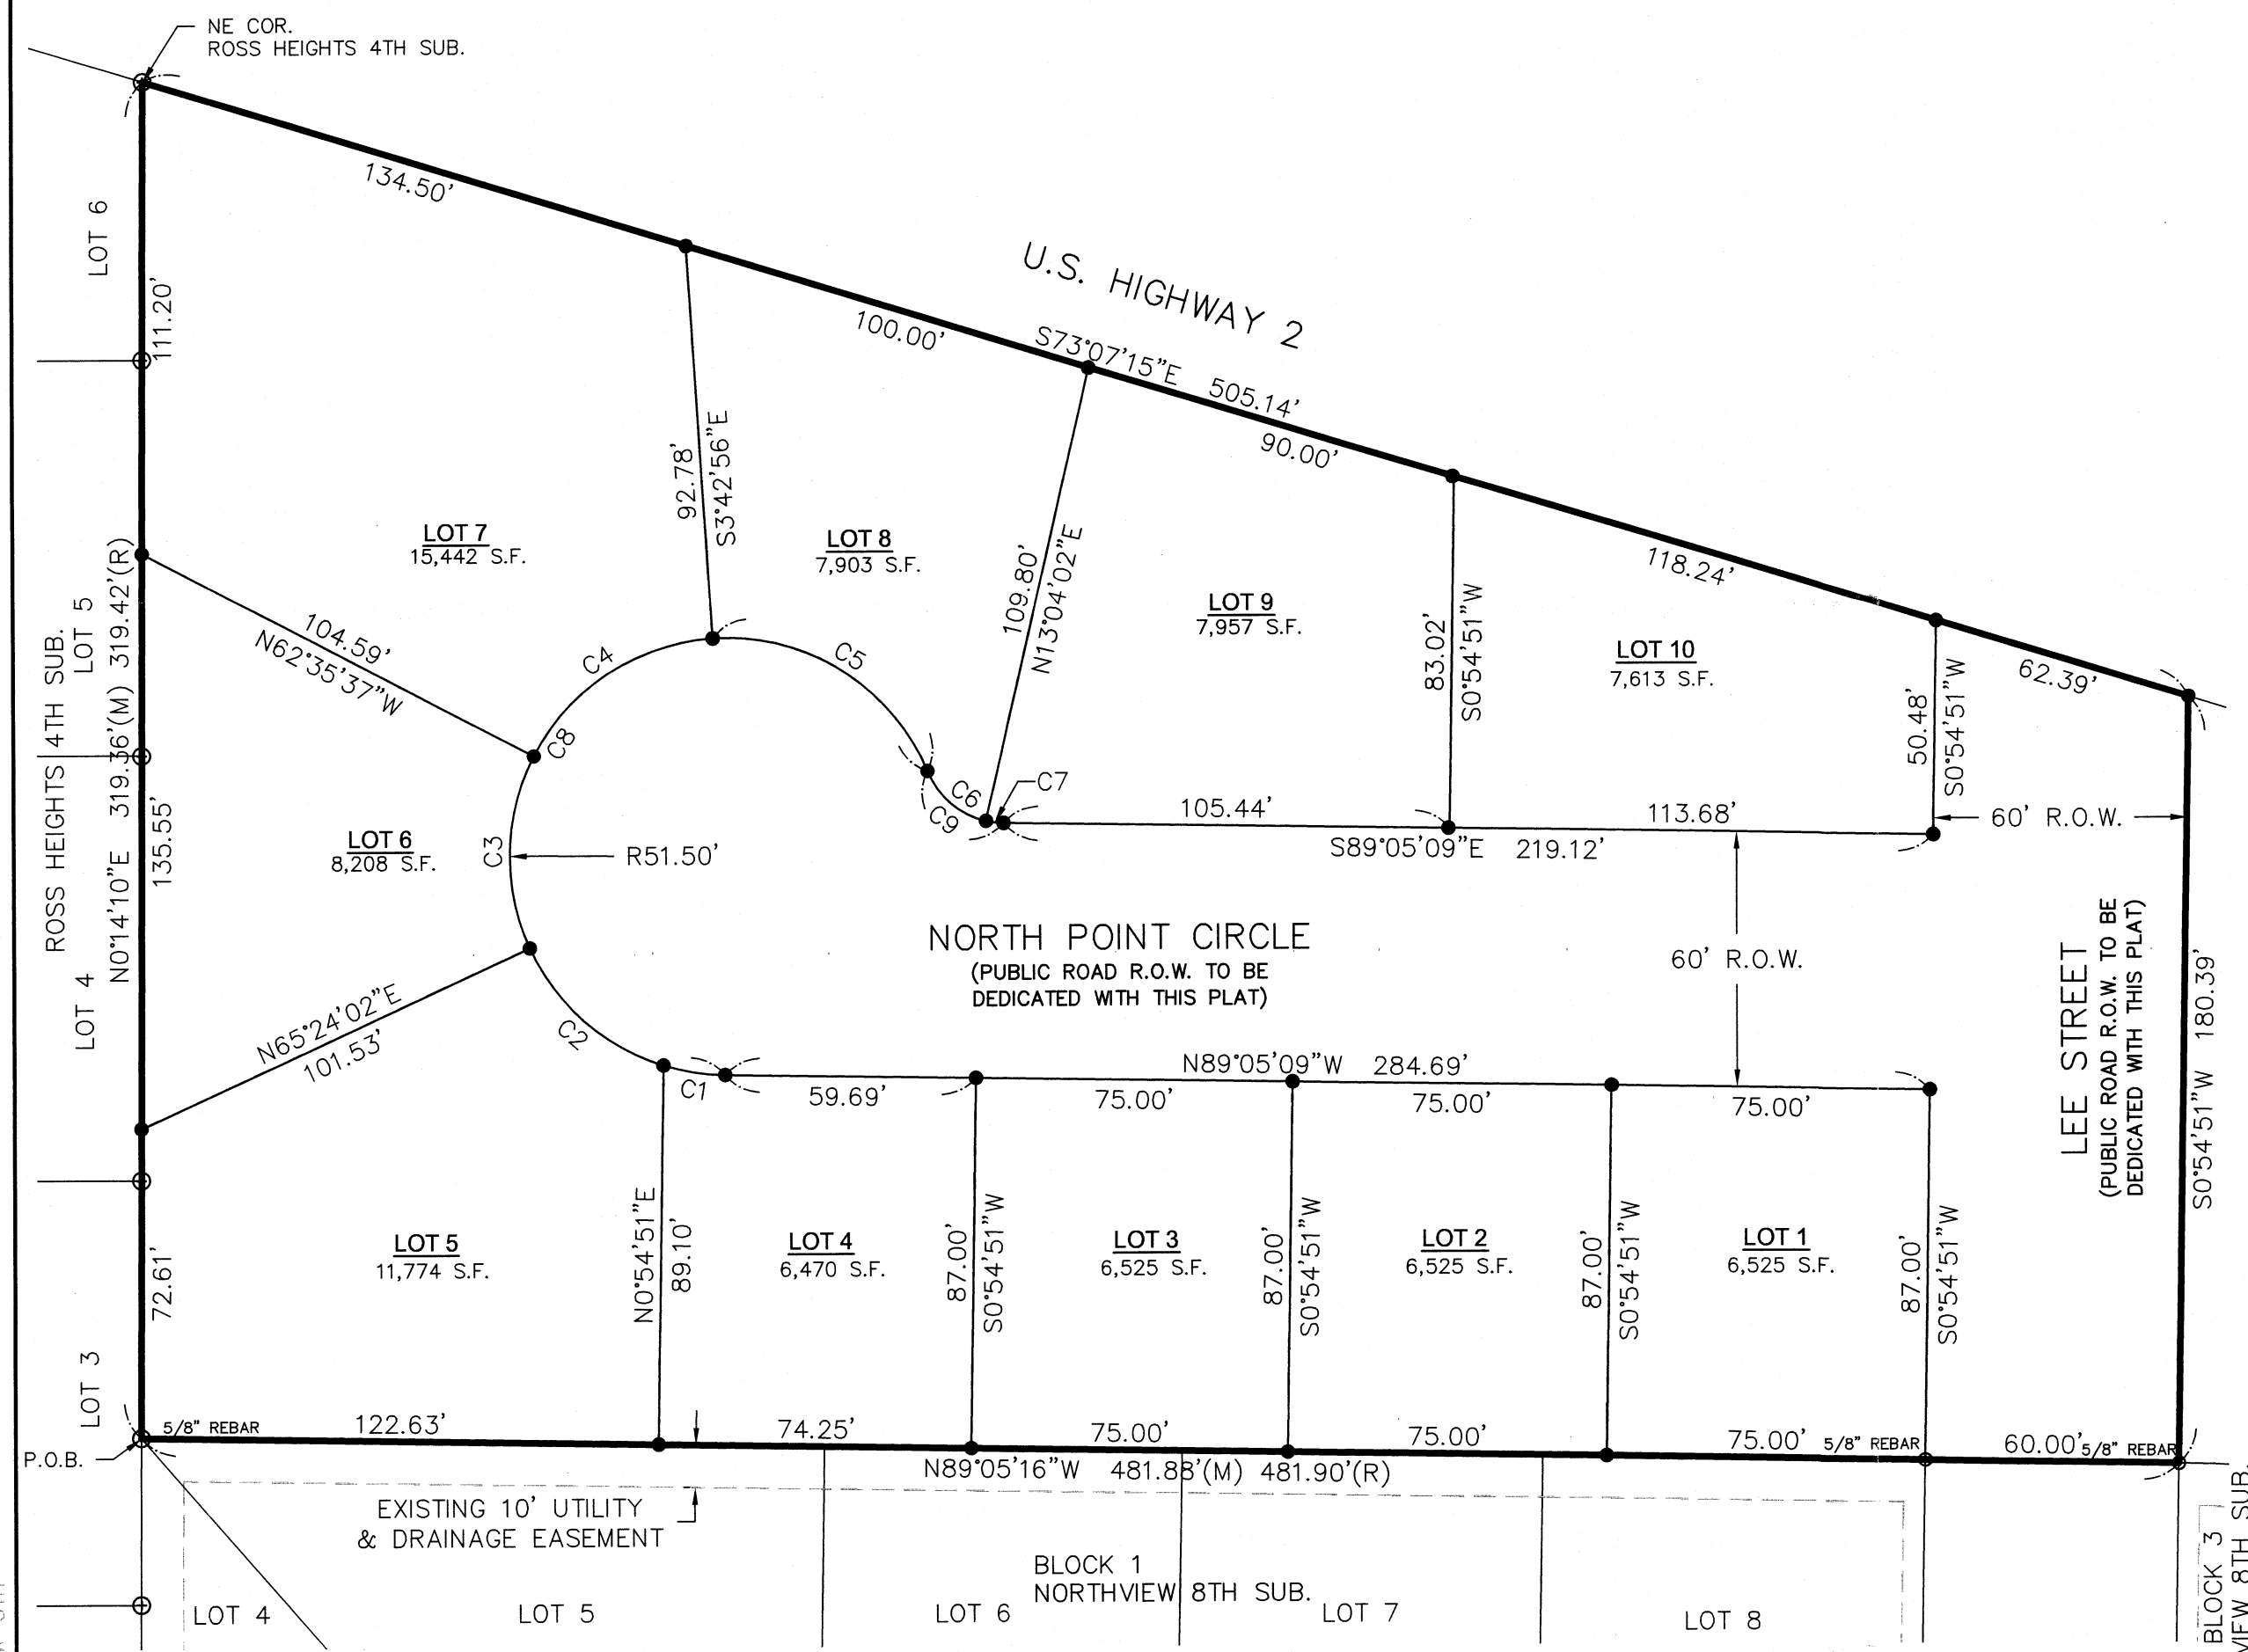 NE COR.
ROSS HEIGHTS 4TH SUB.
134.50'
U.S. HIGHWAY 2
100.00'
S73°07'15"E 505.14'
90.00'
118.24'
62.39'
LOT 6
111.20'
92.78'
S3°42'56"E
LOT 7
15,442 S.F.
LOT 8
7,903 S.F.
109.80'
N13°04'02"E
LOT 9
7,957 S.F.
83.02'
S0°54'51"W
LOT 10
7,613 S.F.
50.48'
S0°54'51"W
ROSS HEIGHTS 4TH SUB.
LOT 5
N0°14'10"E 319.36'(M) 319.42'(R)
104.59'
N62°35'37"W
C4
C5
C8
C6
C7
C9
105.44'
113.68'
60' R.O.W.
S89°05'09"E 219.12'
135.55'
LOT 6
8,208 S.F.
C3
R51.50'
NORTH POINT CIRCLE
(PUBLIC ROAD R.O.W. TO BE
DEDICATED WITH THIS PLAT)
60' R.O.W.
LEE STREET
(PUBLIC ROAD R.O.W. TO BE
DEDICATED WITH THIS PLAT)
S0°54'51"W 180.39'
LOT 4
N65°24'02"E
101.53'
C2
C1
N89°05'09"W 284.69'
59.69'
75.00'
75.00'
75.00'
72.61'
LOT 5
11,774 S.F.
N0°54'51"E
89.10'
LOT 4
6,470 S.F.
87.00'
S0°54'51"W
LOT 3
6,525 S.F.
87.00'
S0°54'51"W
LOT 2
6,525 S.F.
87.00'
S0°54'51"W
LOT 1
6,525 S.F.
87.00'
S0°54'51"W
LOT 3
5/8" REBAR
122.63'
74.25'
75.00'
75.00'
75.00'
5/8" REBAR
60.00'
5/8" REBAR
P.O.B.
N89°05'16"W 481.88'(M) 481.90'(R)
EXISTING 10' UTILITY
& DRAINAGE EASEMENT
BLOCK 1
NORTHVIEW 8TH SUB.
LOT 4
LOT 5
LOT 6
LOT 7
LOT 8
BLOCK 3
VIEW 8TH SUB.